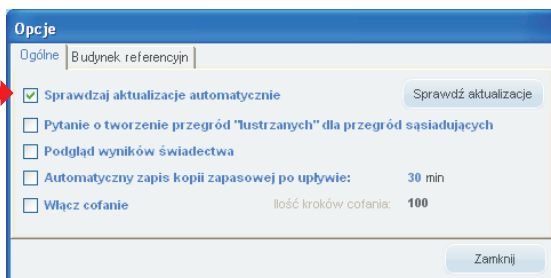 Opcje
Ogólne Budynek referencyjn
Sprawdzaj aktualizacje automatycznie Sprawdź aktualizacje
Pytanie o tworzenie przegród "lustrzanych" dla przegród sąsiadujących
Podgląd wyników świadectwa
Automatyczny zapis kopii zapasowej po upływie: 30 min
Włącz cofanie Ilość kroków cofania: 100
Zamknij